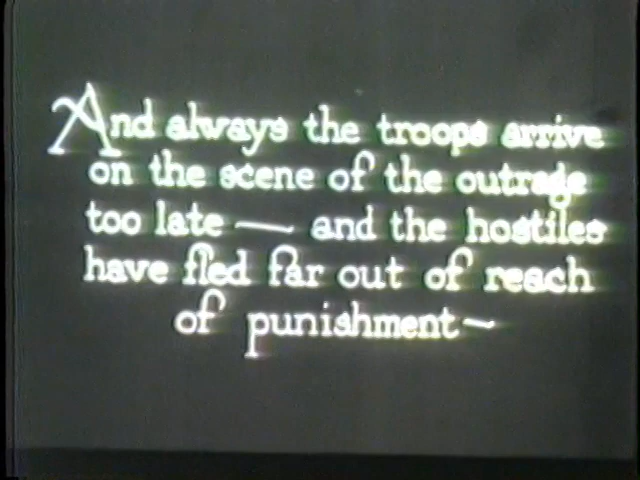 And always the troops arrive
on the scene of the outrage
too late — and the hostiles
have fled far out of reach
of punishment ~